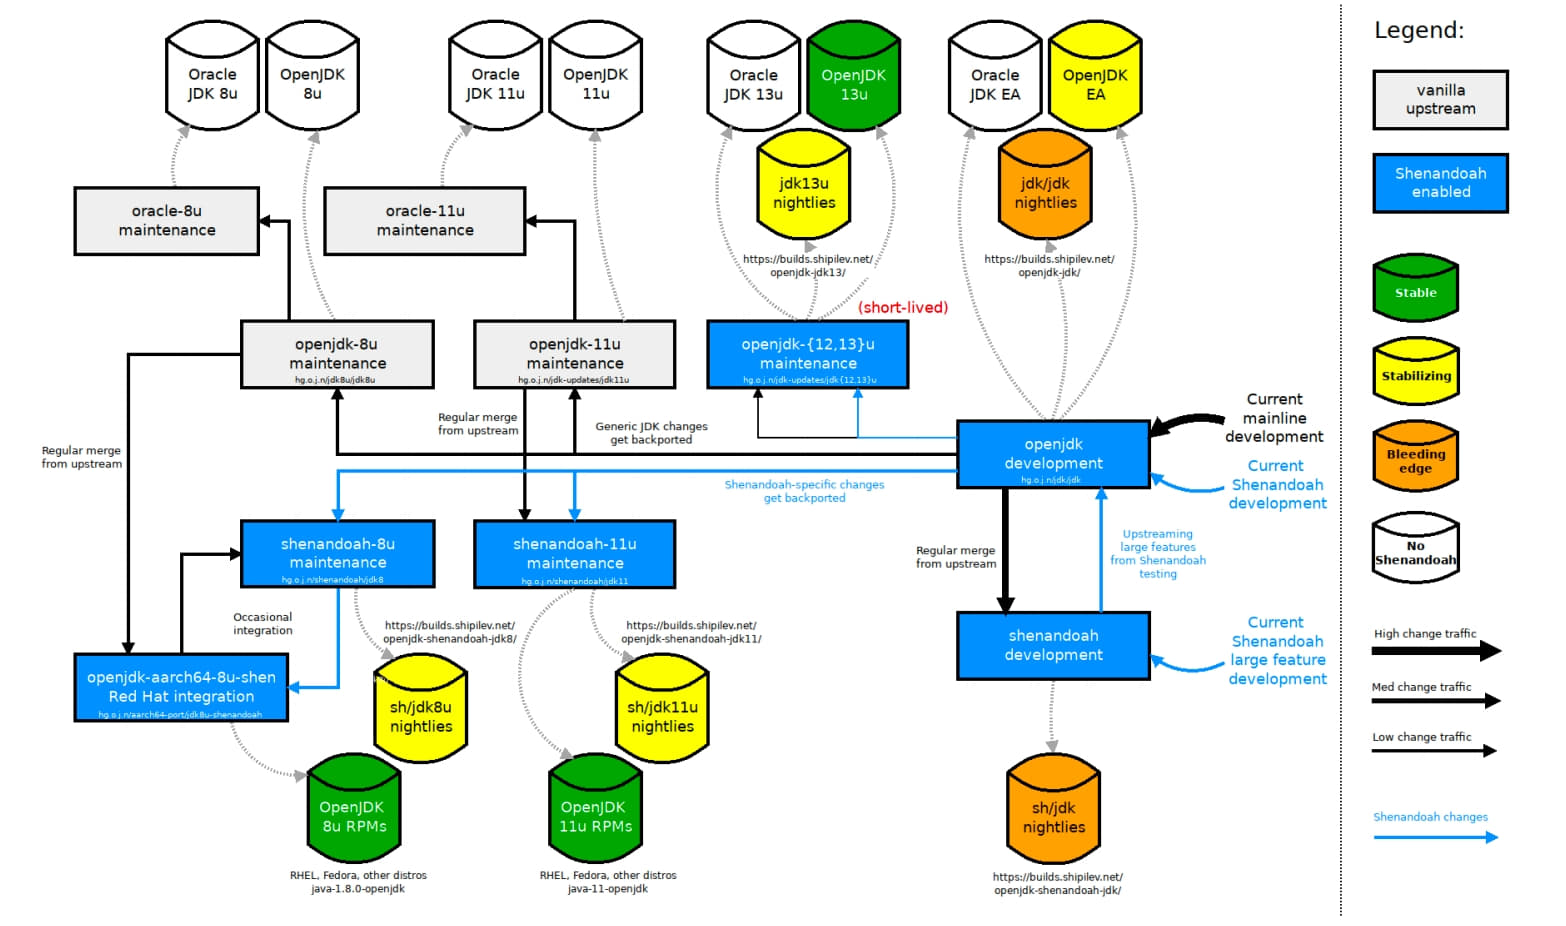 Oracle
JDK 8u
OpenJDK
8u
Oracle
JDK 11u
OpenJDK
11u
Oracle
JDK 13u
OpenJDK
13u
Oracle
JDK EA
OpenJDK
EA
jdk13u
nightlies
jdk/jdk
nightlies
https://builds.shipilev.net/
openjdk-jdk13/
https://builds.shipilev.net/
openjdk-jdk/
oracle-8u
maintenance
oracle-11u
maintenance
(short-lived)
openjdk-8u
maintenance
hg.o.j.n/jdk8u/jdk8u
openjdk-11u
maintenance
hg.o.j.n/jdk-updates/jdk11u
openjdk-{12,13}u
maintenance
hg.o.j.n/jdk-updates/jdk{12,13}u
Regular merge
from upstream
Regular merge
from upstream
Generic JDK changes
get backported
openjdk
development
hg.o.j.n/jdk/jdk
Current
mainline
development
Current
Shenandoah
development
Shenandoah-specific changes
get backported
shenandoah-8u
maintenance
hg.o.j.n/shenandoah/jdk8
shenandoah-11u
maintenance
hg.o.j.n/shenandoah/jdk11
Regular merge
from upstream
Upstreaming
large features
from Shenandoah
testing
Occasional
integration
https://builds.shipilev.net/
openjdk-shenandoah-jdk8/
https://builds.shipilev.net/
openjdk-shenandoah-jdk11/
shenandoah
development
Current
Shenandoah
large feature
development
openjdk-aarch64-8u-shen
Red Hat integration
hg.o.j.n/aarch64-port/jdk8u-shenandoah
sh/jdk8u
nightlies
sh/jdk11u
nightlies
OpenJDK
8u RPMs
OpenJDK
11u RPMs
sh/jdk
nightlies
RHEL, Fedora, other distros
java-1.8.0-openjdk
RHEL, Fedora, other distros
java-11-openjdk
https://builds.shipilev.net/
openjdk-shenandoah-jdk/
Legend:
vanilla
upstream
Shenandoah
enabled
Stable
Stabilizing
Bleeding
edge
No
Shenandoah
High change traffic
Med change traffic
Low change traffic
Shenandoah changes